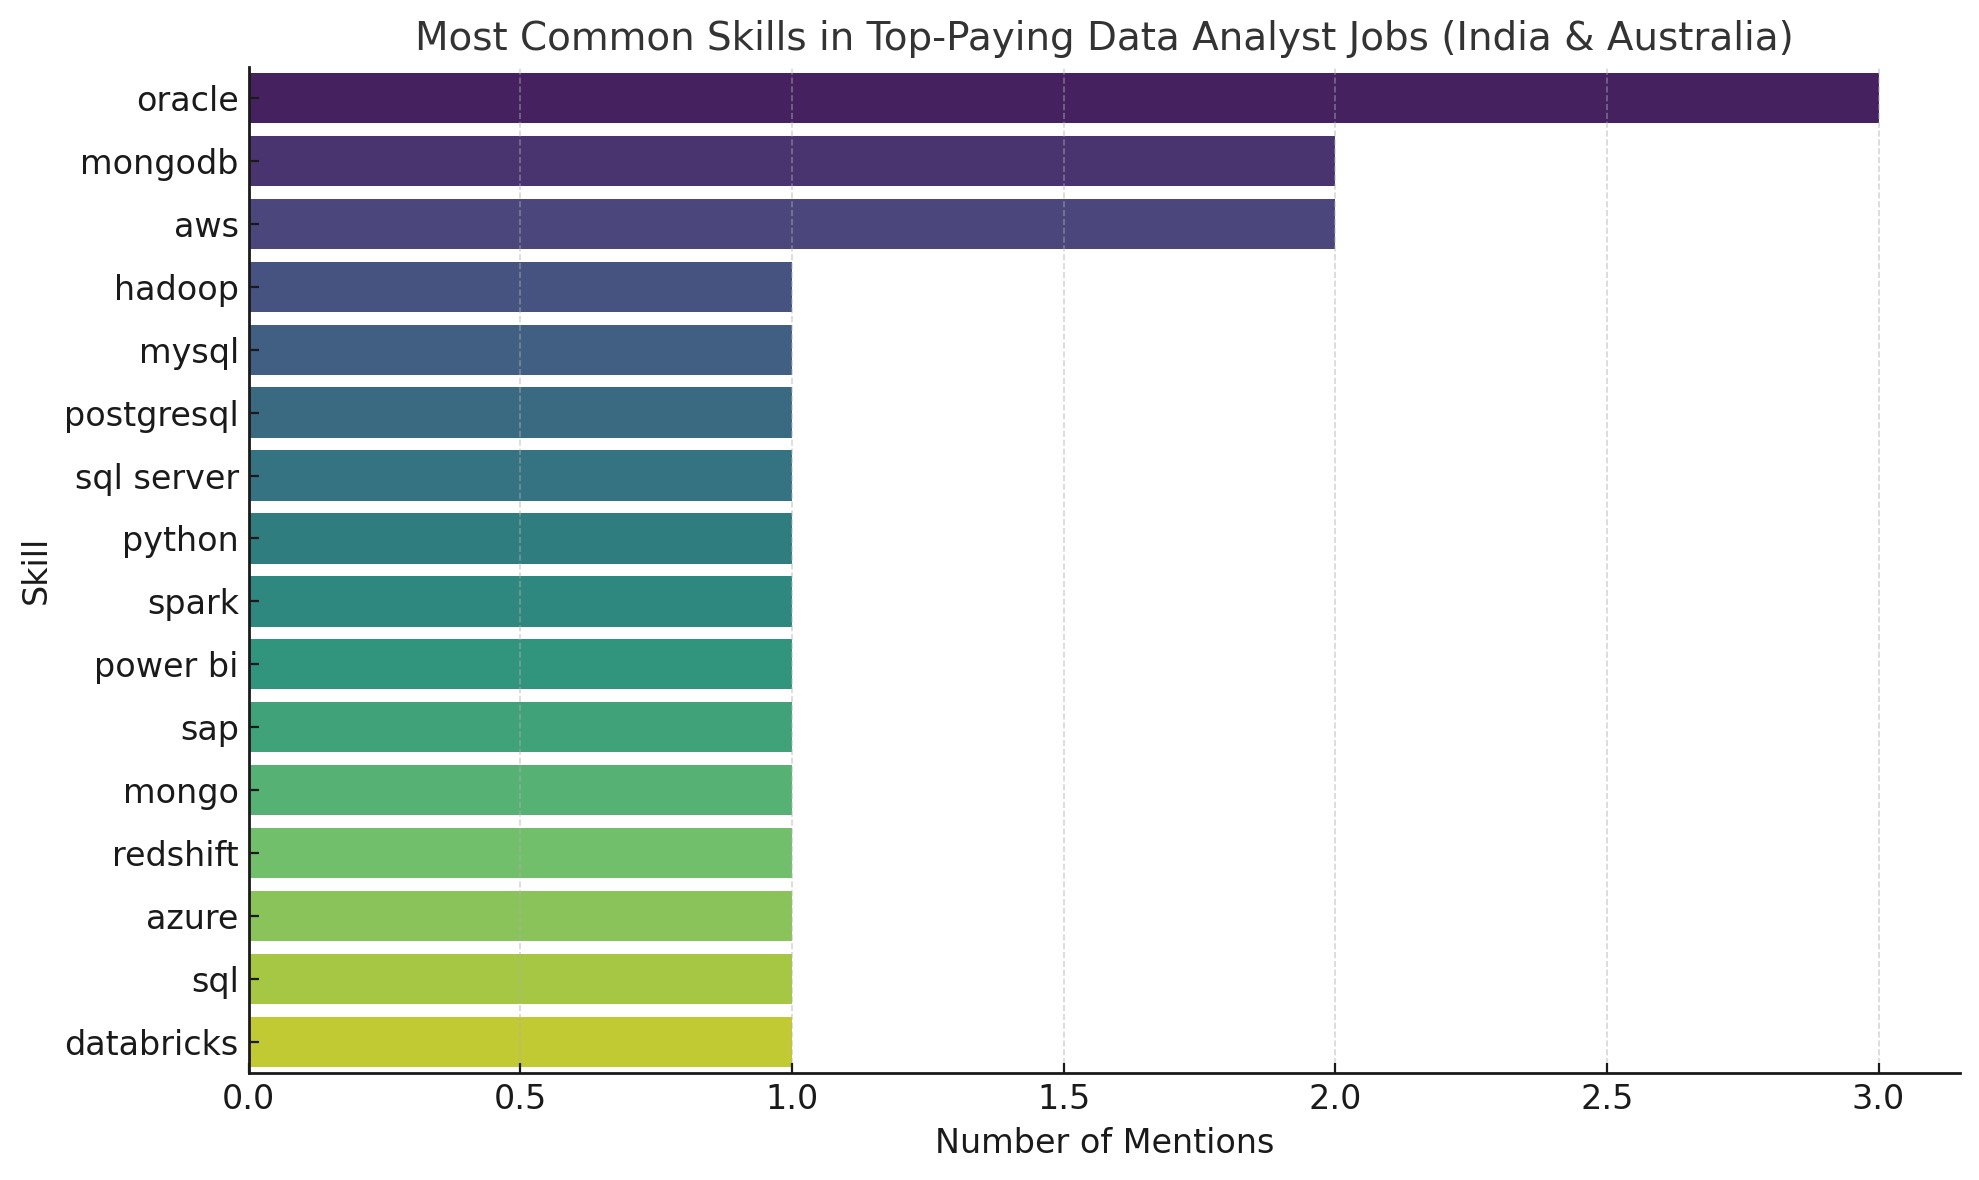 Most Common Skills in Top-Paying Data Analyst Jobs (India & Australia)
oracle
mongodb
aws
hadoop
mysql
postgresql
sql server
python
spark
power bi
sap
mongo
redshift
azure
sql
databricks
Skill
0.0 0.5 1.0 1.5 2.0 2.5 3.0
Number of Mentions